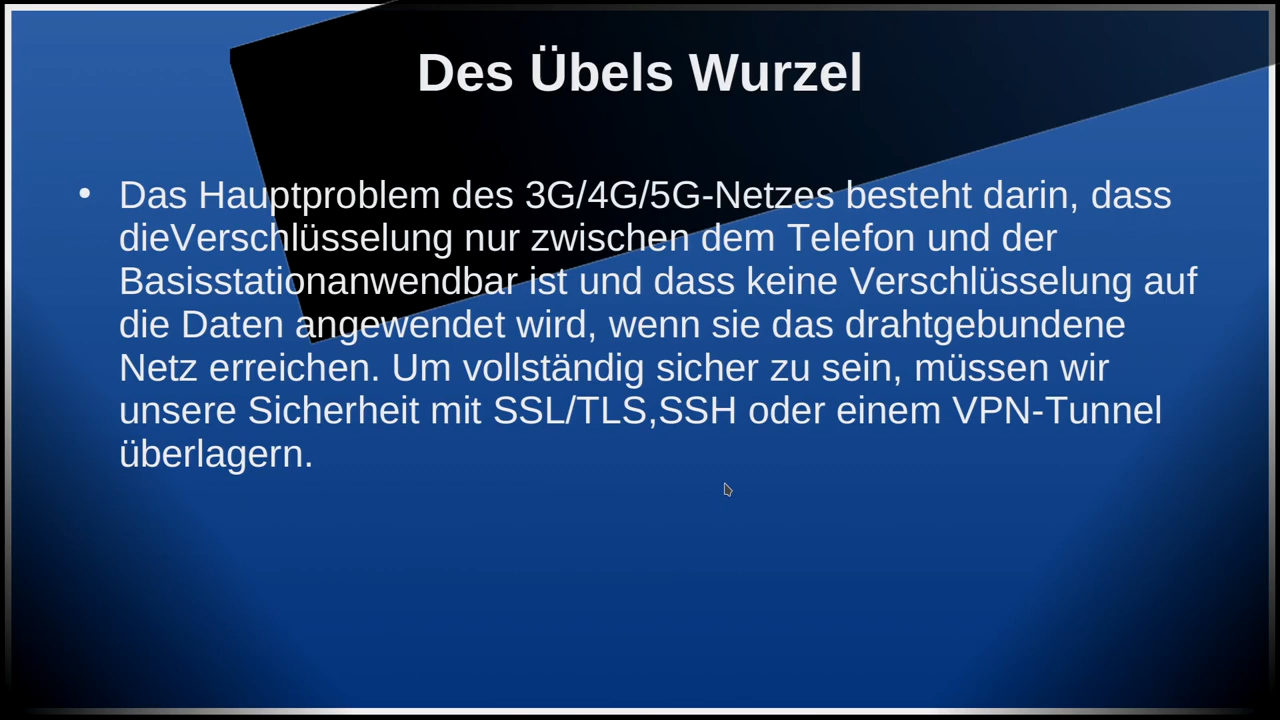 Des Übels Wurzel
• Das Hauptproblem des 3G/4G/5G-Netzes besteht darin, dass
dieVerschlüsselung nur zwischen dem Telefon und der
Basisstationanwendbar ist und dass keine Verschlüsselung auf
die Daten angewendet wird, wenn sie das drahtgebundene
Netz erreichen. Um vollständig sicher zu sein, müssen wir
unsere Sicherheit mit SSL/TLS,SSH oder einem VPN-Tunnel
überlagern.